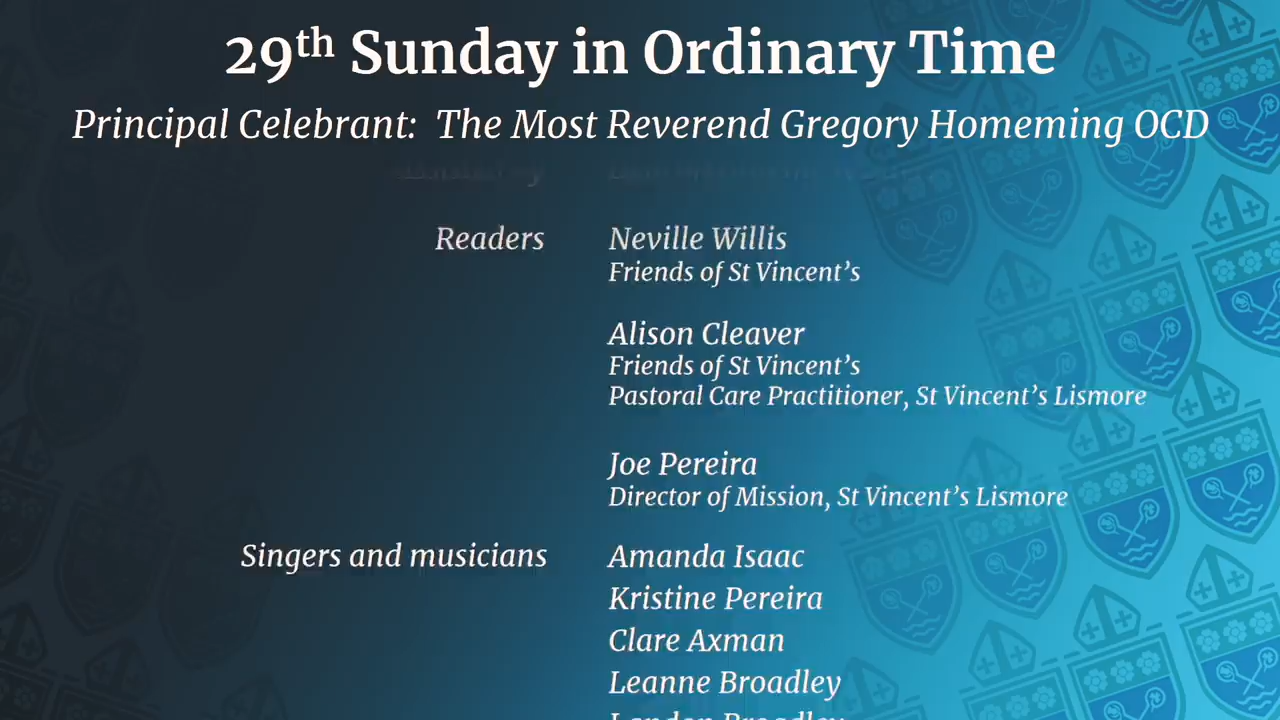 29th Sunday in Ordinary Time
Principal Celebrant: The Most Reverend Gregory Homeming OCD
Readers Neville Willis
Friends of St Vincent’s
Alison Cleaver
Friends of St Vincent’s
Pastoral Care Practitioner, St Vincent’s Lismore
Joe Pereira
Director of Mission, St Vincent’s Lismore
Singers and musicians Amanda Isaac
Kristine Pereira
Clare Axman
Leanne Broadley